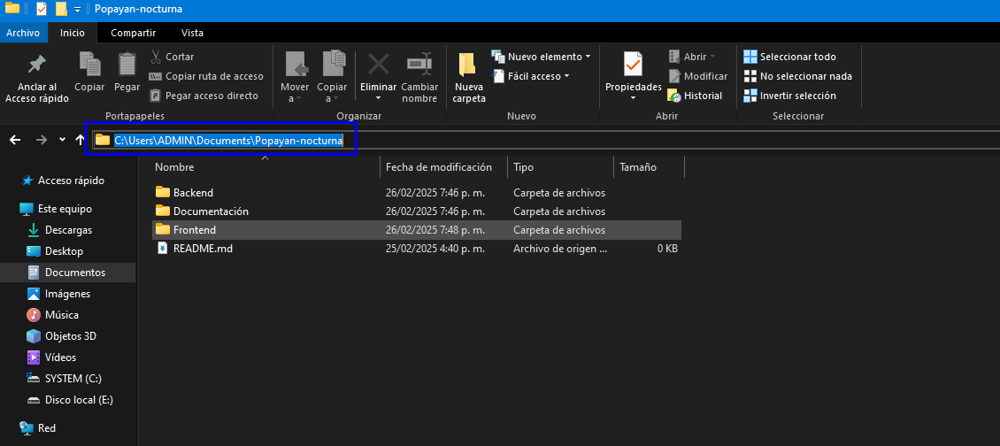 Popayan-nocturna
Archivo Inicio Compartir Vista
Anclar al Acceso rápido
Copiar
Pegar
Cortar
Copiar ruta de acceso
Pegar acceso directo
Portapapeles
Mover a
Copiar a
Eliminar
Cambiar nombre
Organizar
Nueva carpeta
Nuevo elemento
Fácil acceso
Nuevo
Propiedades
Abrir
Modificar
Historial
Abrir
Seleccionar todo
No seleccionar nada
Invertir selección
Seleccionar
C:\Users\ADMIN\Documents\Popayan-nocturna
Acceso rápido
Este equipo
Descargas
Desktop
Documentos
Imágenes
Música
Objetos 3D
Vídeos
SYSTEM (C:)
Disco local (E:)
Red
Nombre Fecha de modificación Tipo Tamaño
Backend 26/02/2025 7:46 p. m. Carpeta de archivos
Documentación 26/02/2025 7:46 p. m. Carpeta de archivos
Frontend 26/02/2025 7:48 p. m. Carpeta de archivos
README.md 25/02/2025 4:40 p. m. Archivo de origen ... 0 KB